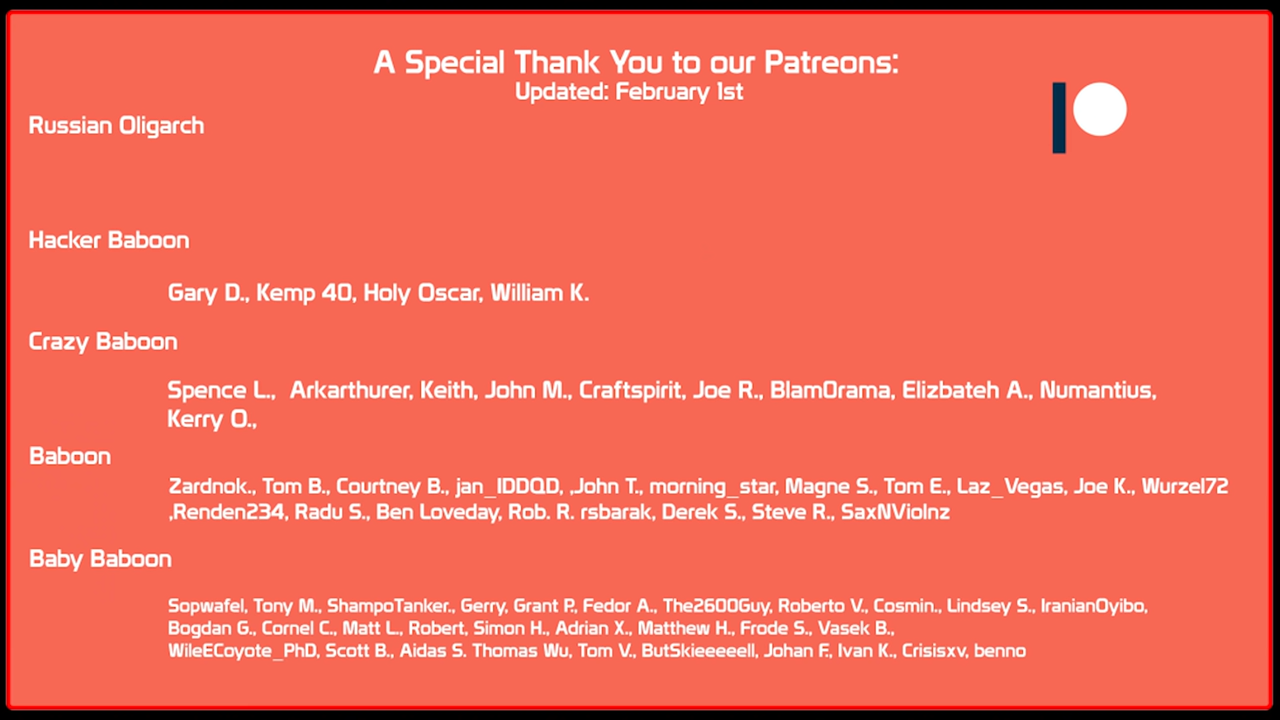 A Special Thank You to our Patreons:
Updated: February 1st
Russian Oligarch
Hacker Baboon
Gary D., Kemp 40, Holy Oscar, William K.
Crazy Baboon
Spence L.,  Arkarthurer, Keith, John M., Craftspirit, Joe R., BlamOrama, Elizbateh A., Numantius,
Kerry O.,
Baboon
Zardnok., Tom B., Courtney B., jan_IDDQD, ,John T., morning_star, Magne S., Tom E., Laz_Vegas, Joe K., Wurzel72
,Renden234, Radu S., Ben Loveday, Rob. R. rsbarak, Derek S., Steve R., SaxNViolnz
Baby Baboon
Sopwafel, Tony M., ShampoTanker., Gerry, Grant P., Fedor A., The2600Guy, Roberto V., Cosmin., Lindsey S., IranianOyibo,
Bogdan G., Cornel C., Matt L., Robert, Simon H., Adrian X., Matthew H., Frode S., Vasek B.,
WileECoyote_PhD, Scott B., Aidas S. Thomas Wu, Tom V., ButSkieeeeell, Johan F., Ivan K., Crisisxv, benno